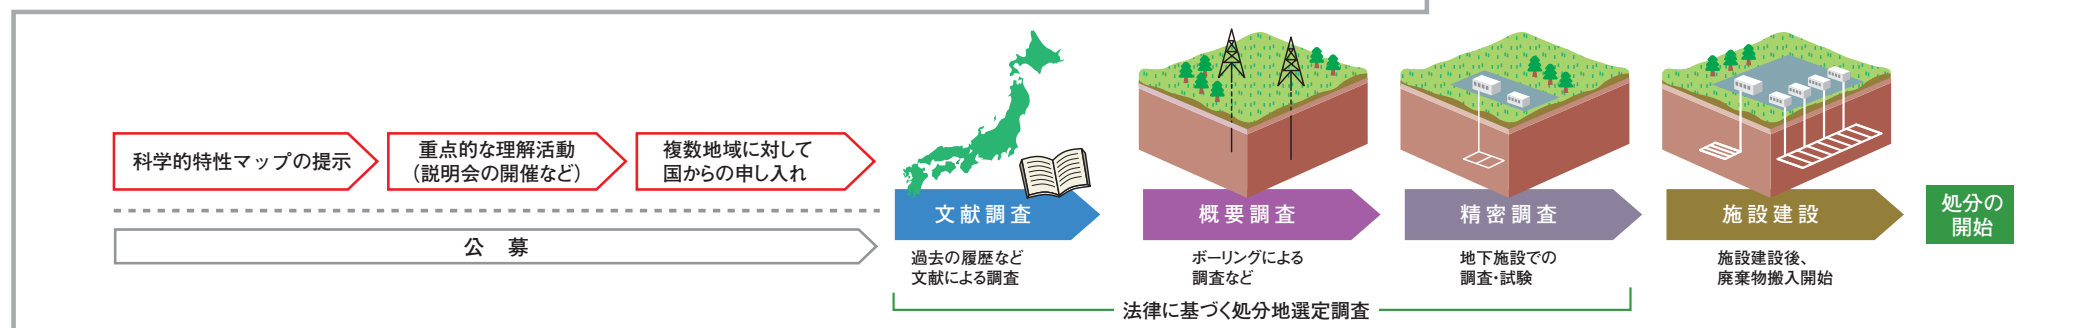 科学的特性マップの提示
重点的な理解活動
（説明会の開催など）
複数地域に対して
国からの申し入れ
公　募
文献調査
過去の履歴など
文献による調査
概要調査
ボーリングによる
調査など
精密調査
地下施設での
調査・試験
施設建設
施設建設後、
廃棄物搬入開始
処分の
開始
法律に基づく処分地選定調査